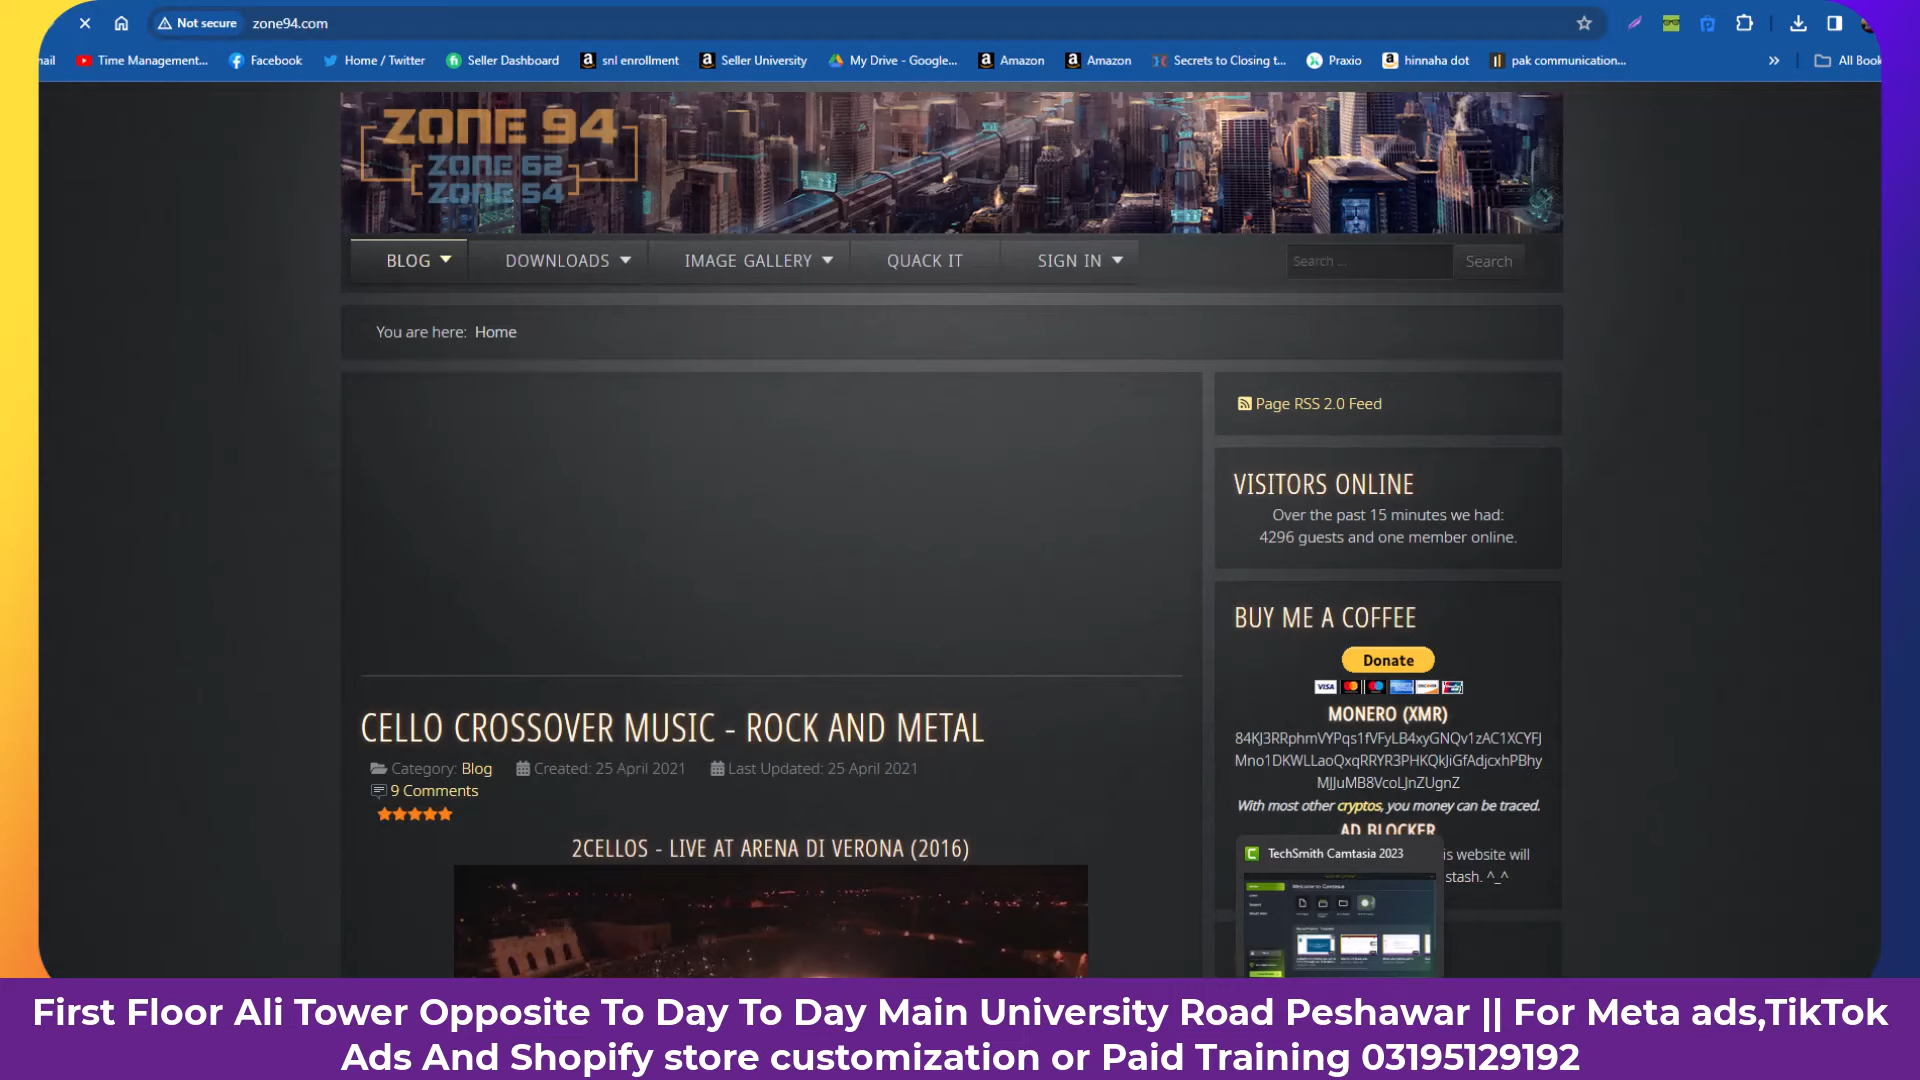 Not secure
zone94.com
ail
Time Management...
Facebook
Home / Twitter
Seller Dashboard
snl enrollment
Seller University
My Drive - Google...
Amazon
Amazon
Secrets to Closing t...
Praxio
hinnaha dot
pak communication...
»
All Book
ZONE 94
ZONE 62
ZONE 54
BLOG
DOWNLOADS
IMAGE GALLERY
QUACK IT
SIGN IN
Search ...
Search
You are here: Home
Page RSS 2.0 Feed
VISITORS ONLINE
Over the past 15 minutes we had:
4296 guests and one member online.
BUY ME A COFFEE
Donate
VISA
MONERO (XMR)
84KJ3RRphmVYPqs1fVFyLB4xyGNQv1zAC1XCYFJ
Mno1DKWLLaoQxqRRYR3PHKQkJiGfAdjcxhPBhy
MJJuMB8VcoLJnZUgnZ
With most other cryptos, you money can be traced.
AD BLOCKER
is website will
stash. ^_^
TechSmith Camtasia 2023
Welcome to Camtasia
CELLO CROSSOVER MUSIC - ROCK AND METAL
Category: Blog
Created: 25 April 2021
Last Updated: 25 April 2021
9 Comments
2CELLOS - LIVE AT ARENA DI VERONA (2016)
First Floor Ali Tower Opposite To Day To Day Main University Road Peshawar || For Meta ads,TikTok
Ads And Shopify store customization or Paid Training 03195129192